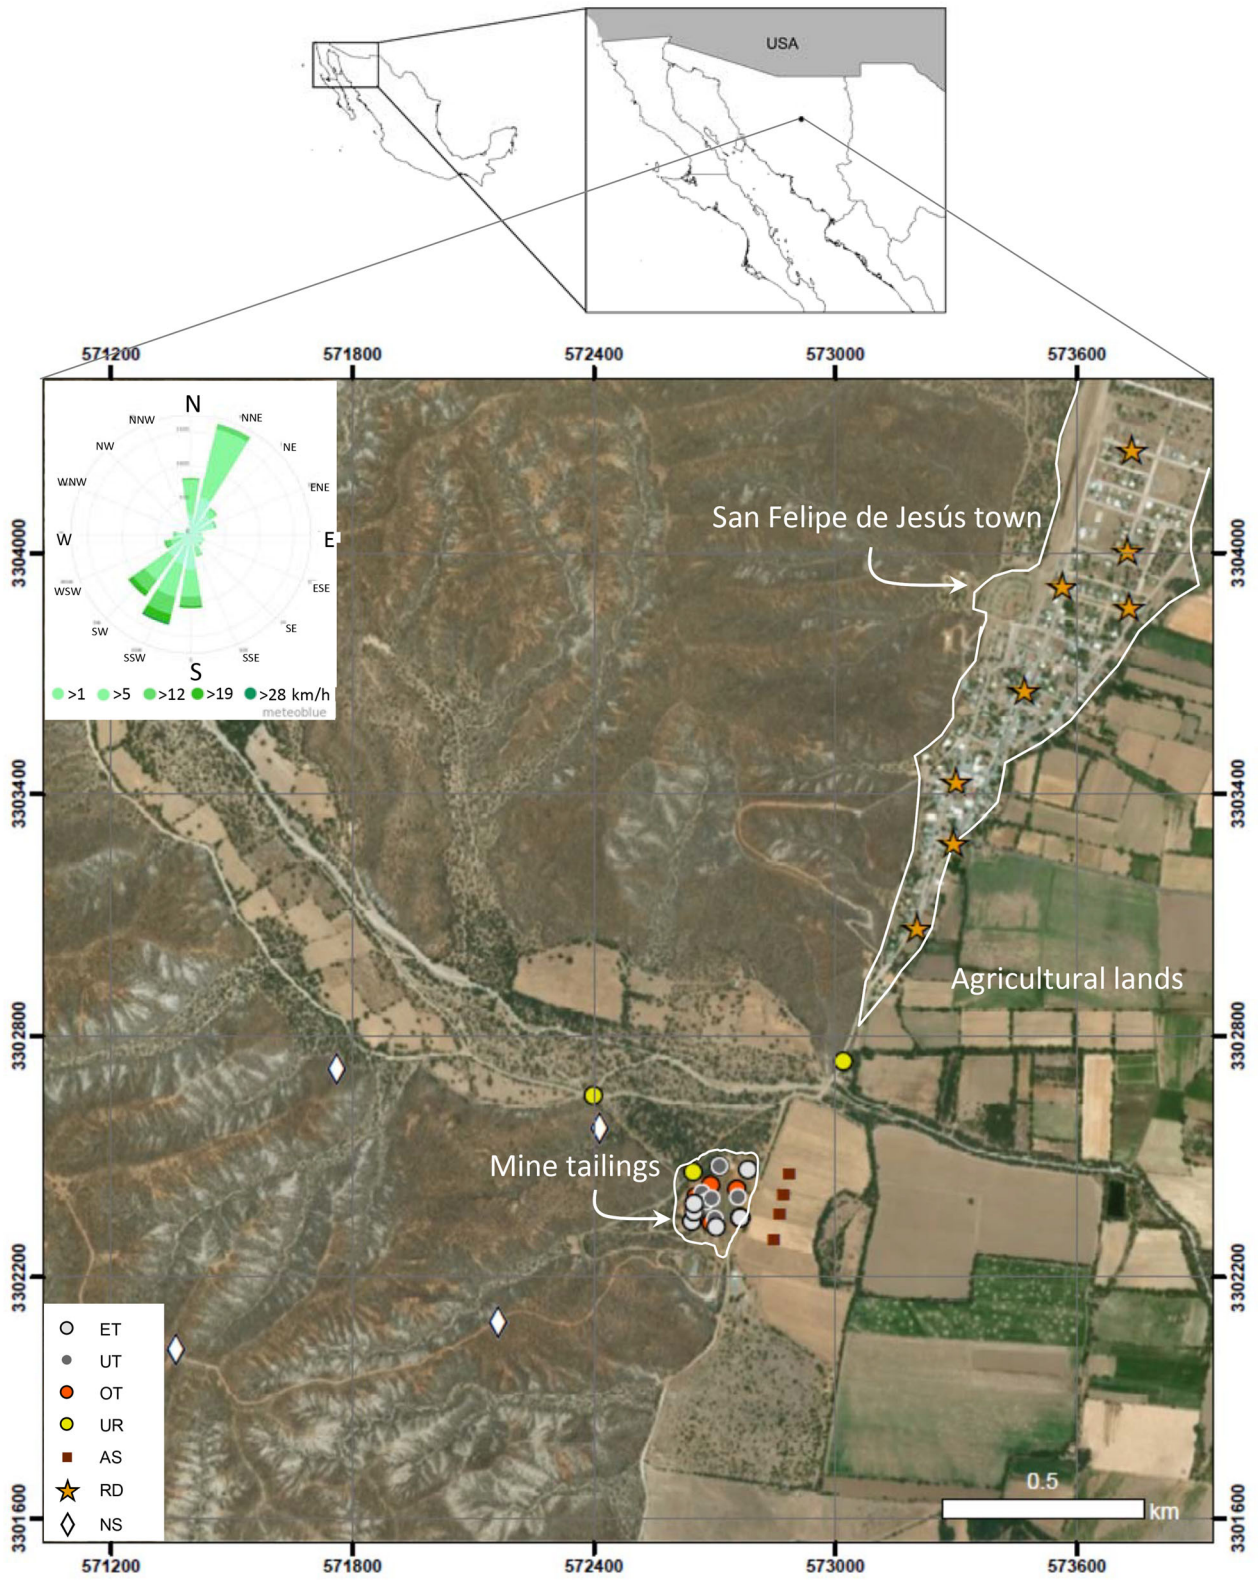 USA
571200 571800 572400 573000 573600
N
NNW NNE
NW NE
WNW ENE
W E
WSW ESE
SW SE
SSW SSE
S
>1 >5 >12 >19 >28 km/h
meteoblue
San Felipe de Jesús town
3304000 3304000
3303400 3303400
Agricultural lands
3302800 3302800
Mine tailings
3302200 3302200
ET
UT
OT
UR
AS
RD
NS
0.5
km
3301600 3301600
571200 571800 572400 573000 573600